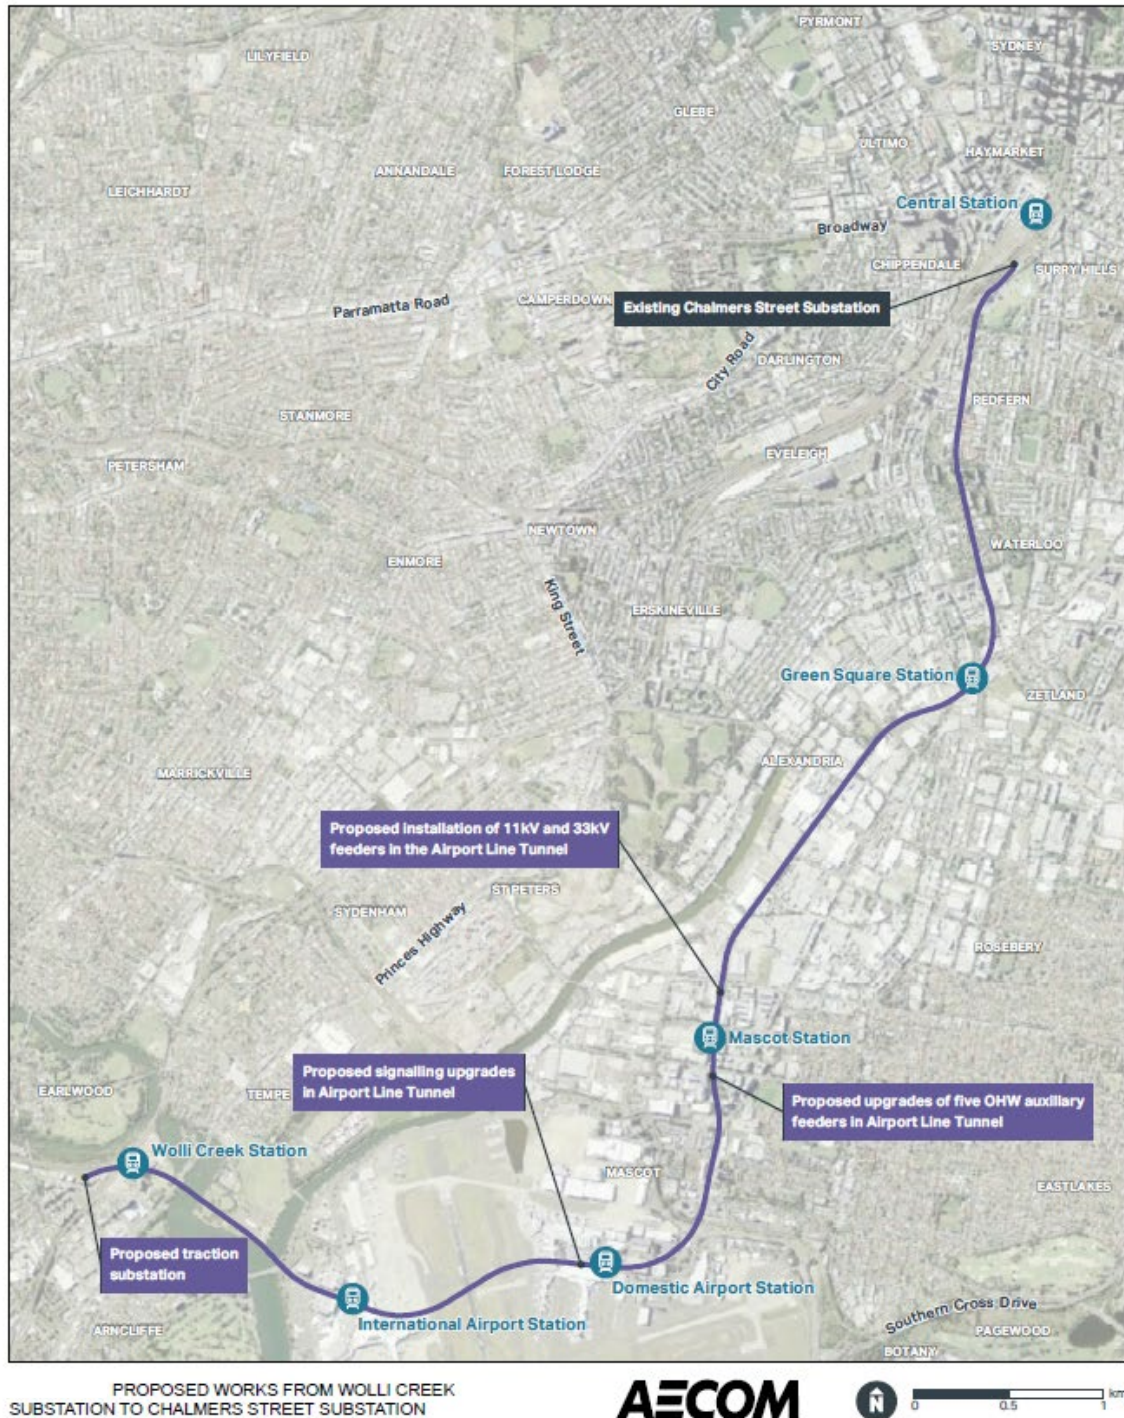 PYRMONT
SYDNEY
LILYFIELD
GLEBE
ULTIMO
HAYMARKET
ANNANDALE
FOREST LODGE
LEICHHARDT
Central Station
Broadway
CHIPPENDALE
SURRY HILLS
Parramatta Road
CAMPERDOWN
Existing Chalmers Street Substation
City Road
DARLINGTON
REDFERN
STANMORE
EVELEIGH
PETERSHAM
NEWTOWN
WATERLOO
ENMORE
King Street
ERSKINEVILLE
Green Square Station
ZETLAND
ALEXANDRIA
MARRICKVILLE
Proposed installation of 11kV and 33kV
feeders in the Airport Line Tunnel
ST PETERS
SYDENHAM
Princes Highway
ROSEBERY
Mascot Station
Proposed signalling upgrades
in Airport Line Tunnel
EARLWOOD
TEMPE
Proposed upgrades of five OHW auxiliary
feeders in Airport Line Tunnel
Wolli Creek Station
MASCOT
EASTLAKES
Proposed traction
substation
Domestic Airport Station
International Airport Station
Southern Cross Drive
ARNCLIFFE
PAGEWOOD
BOTANY
PROPOSED WORKS FROM WOLLI CREEK
SUBSTATION TO CHALMERS STREET SUBSTATION
AECOM
N
km
0 0.5 1